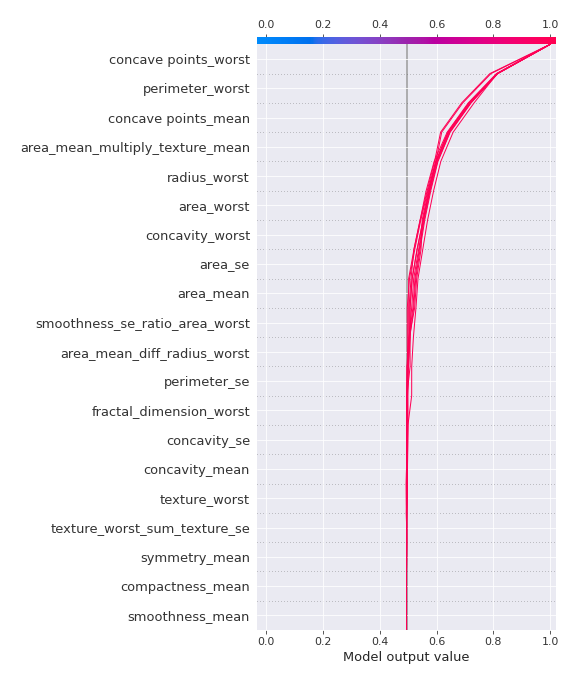 0.0 0.2 0.4 0.6 0.8 1.0
concave points_worst
perimeter_worst
concave points_mean
area_mean_multiply_texture_mean
radius_worst
area_worst
concavity_worst
area_se
area_mean
smoothness_se_ratio_area_worst
area_mean_diff_radius_worst
perimeter_se
fractal_dimension_worst
concavity_se
concavity_mean
texture_worst
texture_worst_sum_texture_se
symmetry_mean
compactness_mean
smoothness_mean
0.0 0.2 0.4 0.6 0.8 1.0
Model output value